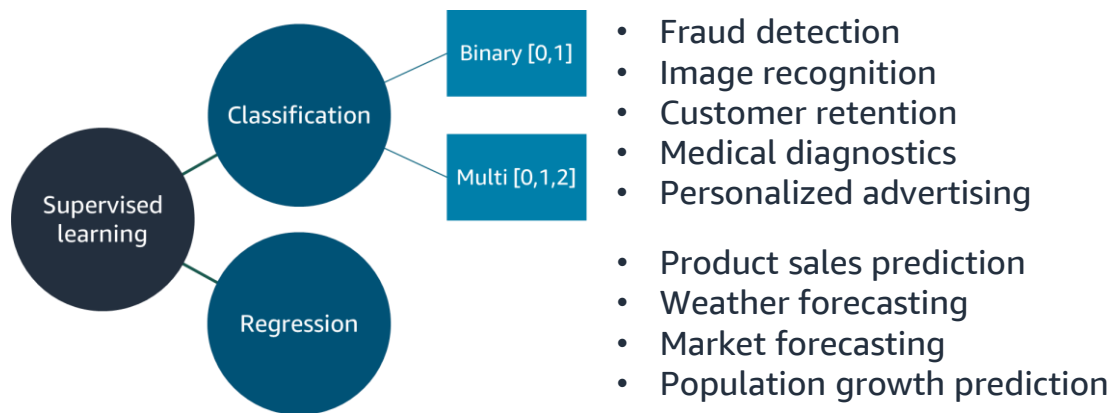 Supervised
learning
Classification
Binary [0,1]
Multi [0,1,2]
• Fraud detection
• Image recognition
• Customer retention
• Medical diagnostics
• Personalized advertising
Regression
• Product sales prediction
• Weather forecasting
• Market forecasting
• Population growth prediction